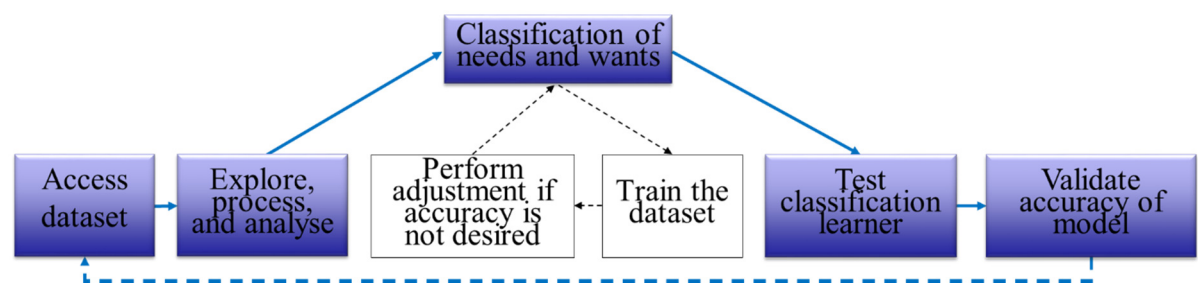 Classification of
needs and wants
Access
dataset
Explore,
process,
and analyse
Perform
adjustment if
accuracy is
not desired
Train the
dataset
Test
classification
learner
Validate
accuracy of
model